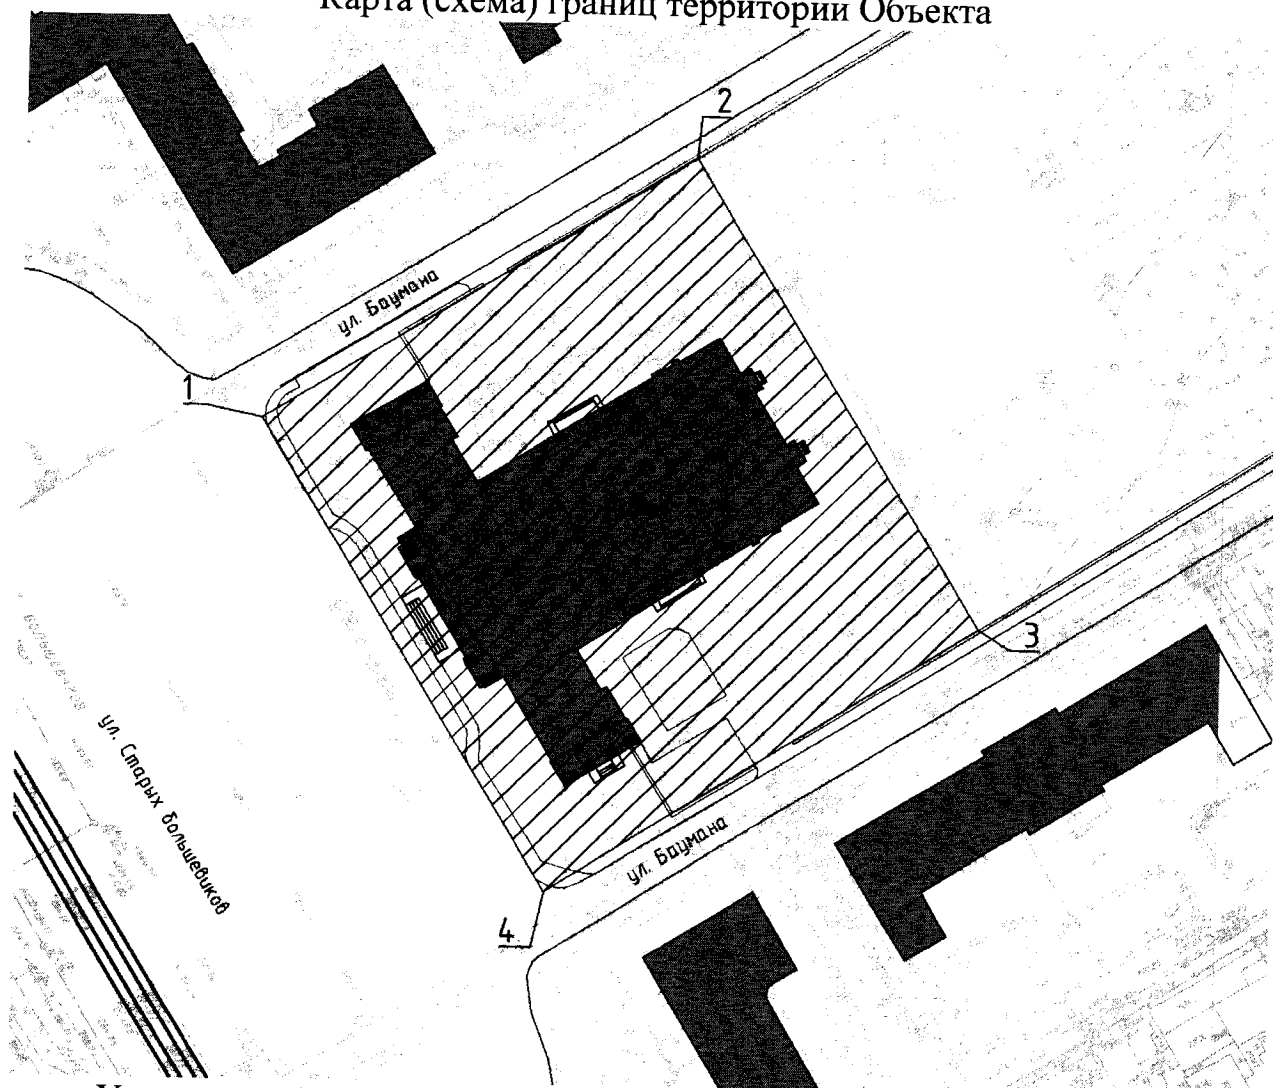 Карта (схема) границ территории Объекта
2
ул. Баумана
1
3
ул. Старых большевиков
ул. Баумана
4